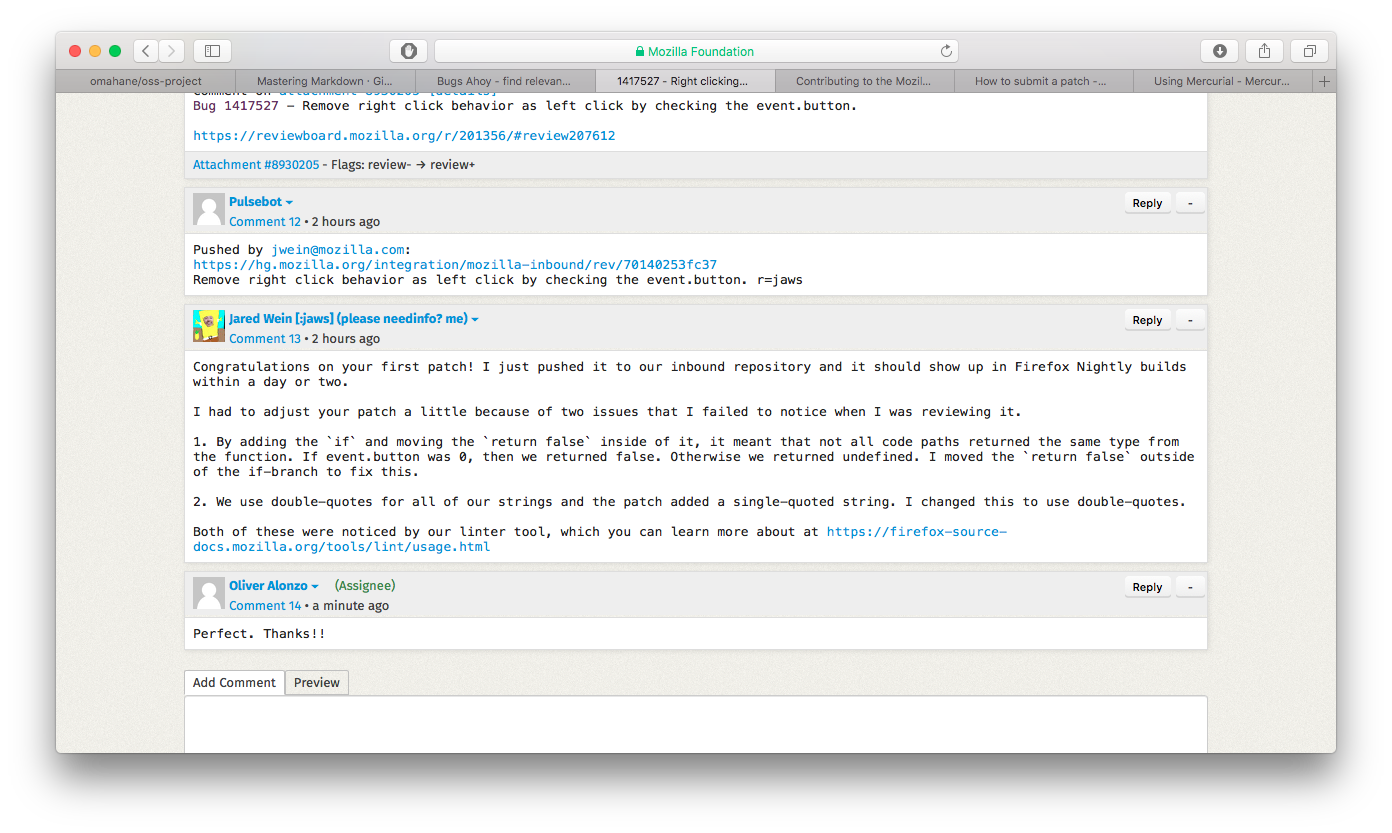 Mozilla Foundation
omahane/oss-project
Mastering Markdown · Gi...
Bugs Ahoy - find relevan...
1417527 - Right clicking...
Contributing to the Mozil...
How to submit a patch -...
Using Mercurial - Mercur...
Comment on attachment 8930205 [details]
Bug 1417527 - Remove right click behavior as left click by checking the event.button.
https://reviewboard.mozilla.org/r/201356/#review207612
Attachment #8930205 - Flags: review- → review+
Pulsebot
Reply
-
Comment 12 • 2 hours ago
Pushed by jwein@mozilla.com:
https://hg.mozilla.org/integration/mozilla-inbound/rev/70140253fc37
Remove right click behavior as left click by checking the event.button. r=jaws
Jared Wein [:jaws] (please needinfo? me)
Reply
-
Comment 13 • 2 hours ago
Congratulations on your first patch! I just pushed it to our inbound repository and it should show up in Firefox Nightly builds
within a day or two.
I had to adjust your patch a little because of two issues that I failed to notice when I was reviewing it.
1. By adding the `if` and moving the `return false` inside of it, it meant that not all code paths returned the same type from
the function. If event.button was 0, then we returned false. Otherwise we returned undefined. I moved the `return false` outside
of the if-branch to fix this.
2. We use double-quotes for all of our strings and the patch added a single-quoted string. I changed this to use double-quotes.
Both of these were noticed by our linter tool, which you can learn more about at https://firefox-source-
docs.mozilla.org/tools/lint/usage.html
Oliver Alonzo (Assignee)
Reply
-
Comment 14 • a minute ago
Perfect. Thanks!!
Add Comment
Preview